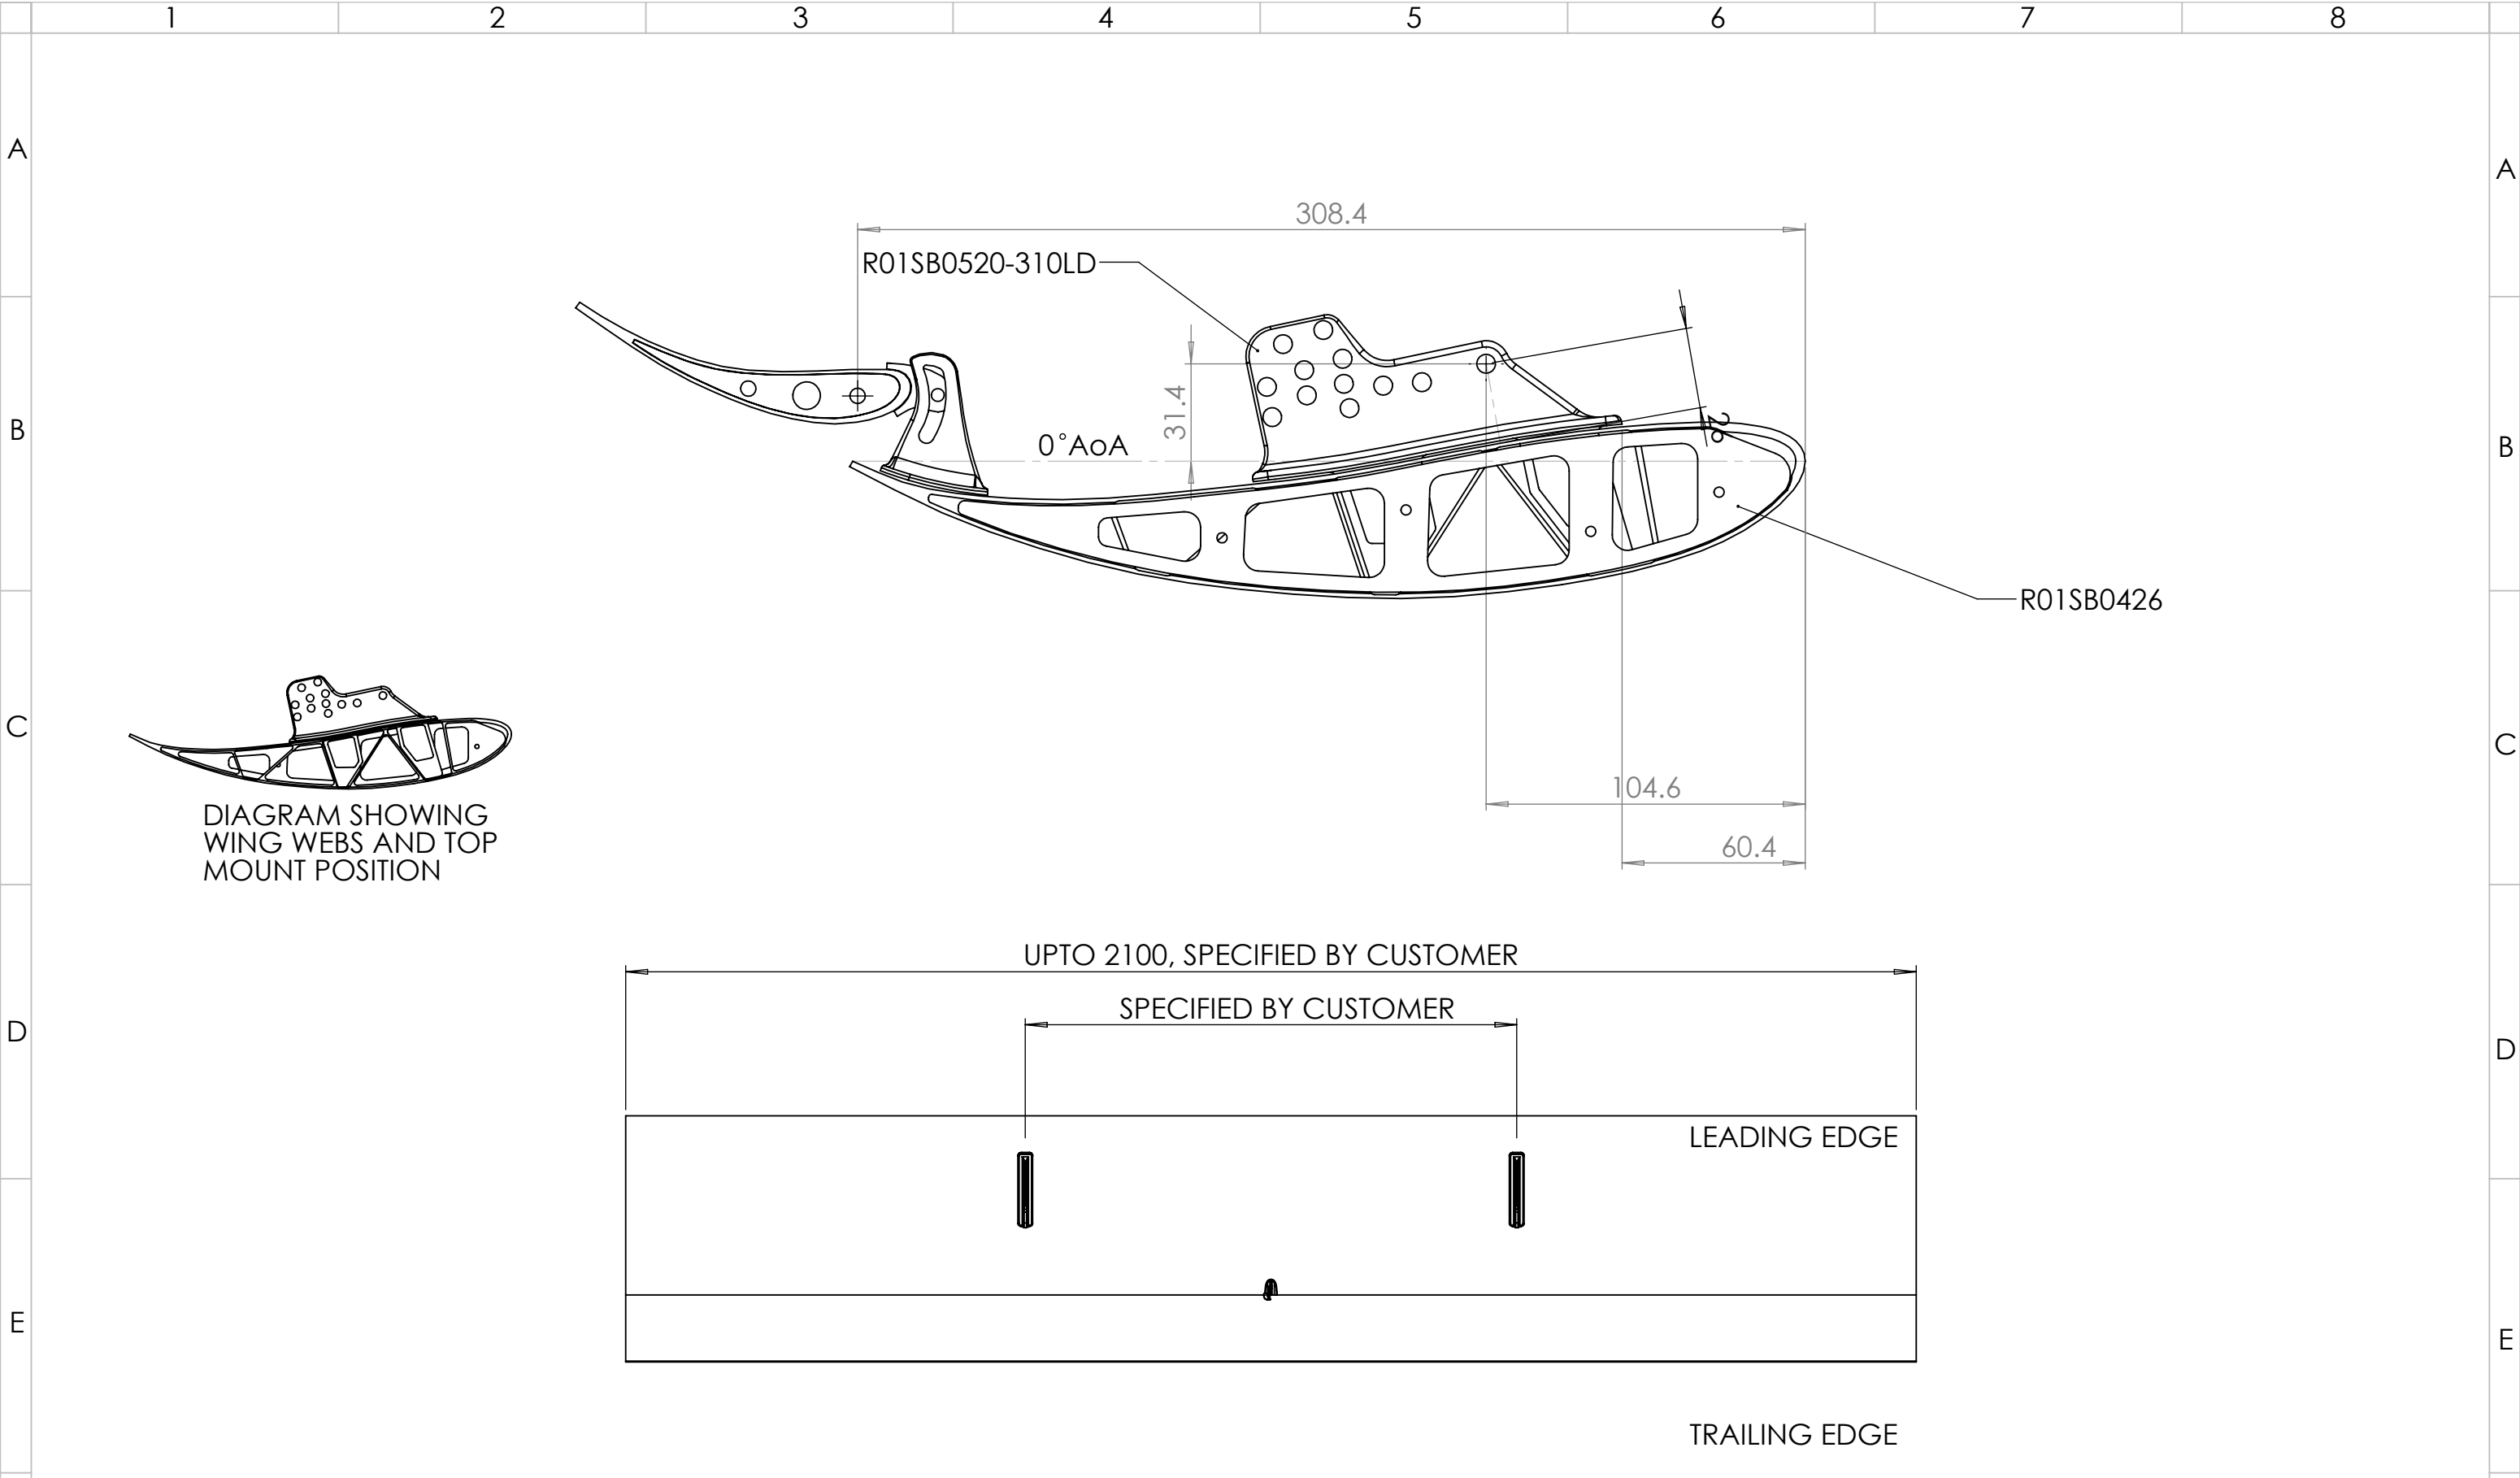 1 2 3 4 5 6 7 8
A A
308.4
R01SB0520-310LD
31.4
0°AoA
B B
R01SB0426
C C
104.6
60.4
DIAGRAM SHOWING
WING WEBS AND TOP
MOUNT POSITION
UPTO 2100, SPECIFIED BY CUSTOMER
SPECIFIED BY CUSTOMER
D D
LEADING EDGE
E E
TRAILING EDGE